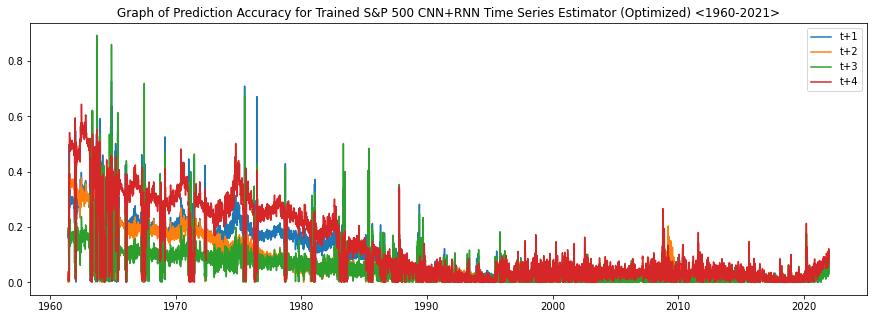 Graph of Prediction Accuracy for Trained S&P 500 CNN+RNN Time Series Estimator (Optimized) <1960-2021>
t+1
t+2
t+3
t+4
0.8
0.6
0.4
0.2
0.0
1960 1970 1980 1990 2000 2010 2020